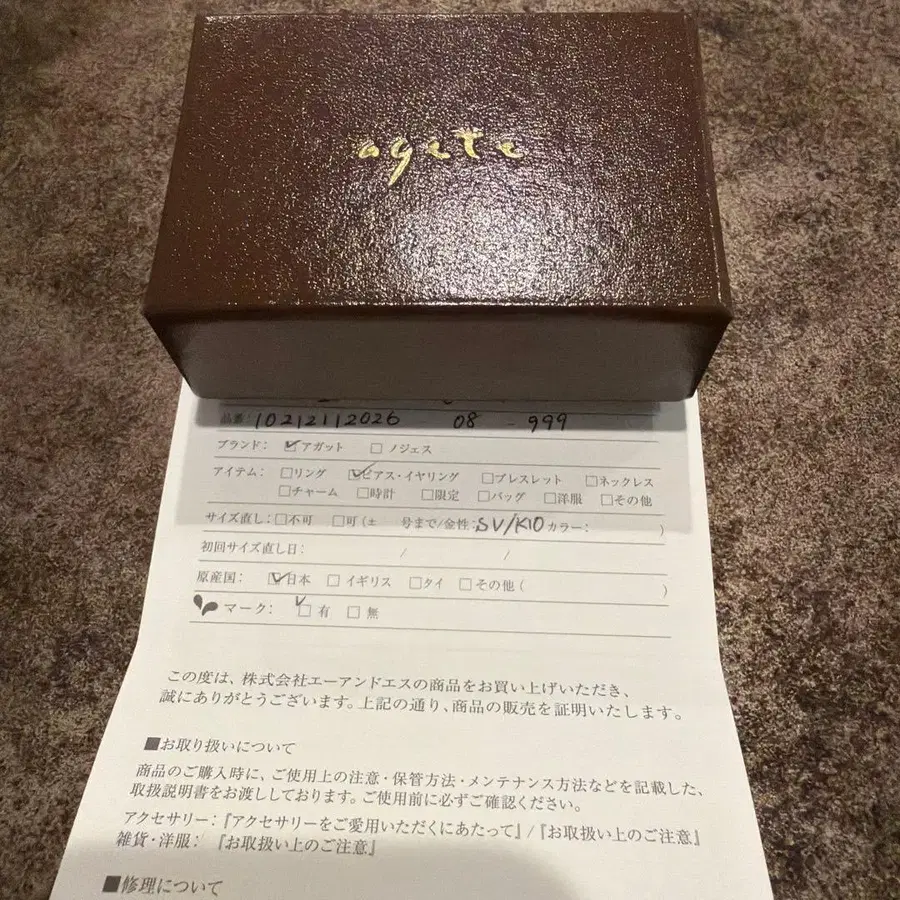 agete
品番: 10212112026 - 08 - 999
ブランド: ☑アガット □ノジェス
アイテム: □リング ☑ピアス・イヤリング □ブレスレット □ネックレス
□チャーム □時計 □限定 □バッグ □洋服 □その他
サイズ直し: □不可 □可(± 号まで/金性:SV/K10 カラー: )
初回サイズ直し日: / /
原産国: ☑日本 □イギリス □タイ □その他( )
マーク: ☑有 □無
この度は、株式会社エーアンドエスの商品をお買い上げいただき、
誠にありがとうございます。上記の通り、商品の販売を証明いたします。
■お取り扱いについて
商品のご購入時に、ご使用上の注意・保管方法・メンテナンス方法などを記載した、
取扱説明書をお渡ししております。ご使用前に必ずご確認ください。
アクセサリー:『アクセサリーをご愛用いただくにあたって』/『お取扱い上のご注意』
雑貨・洋服: 『お取扱い上のご注意』
■修理について